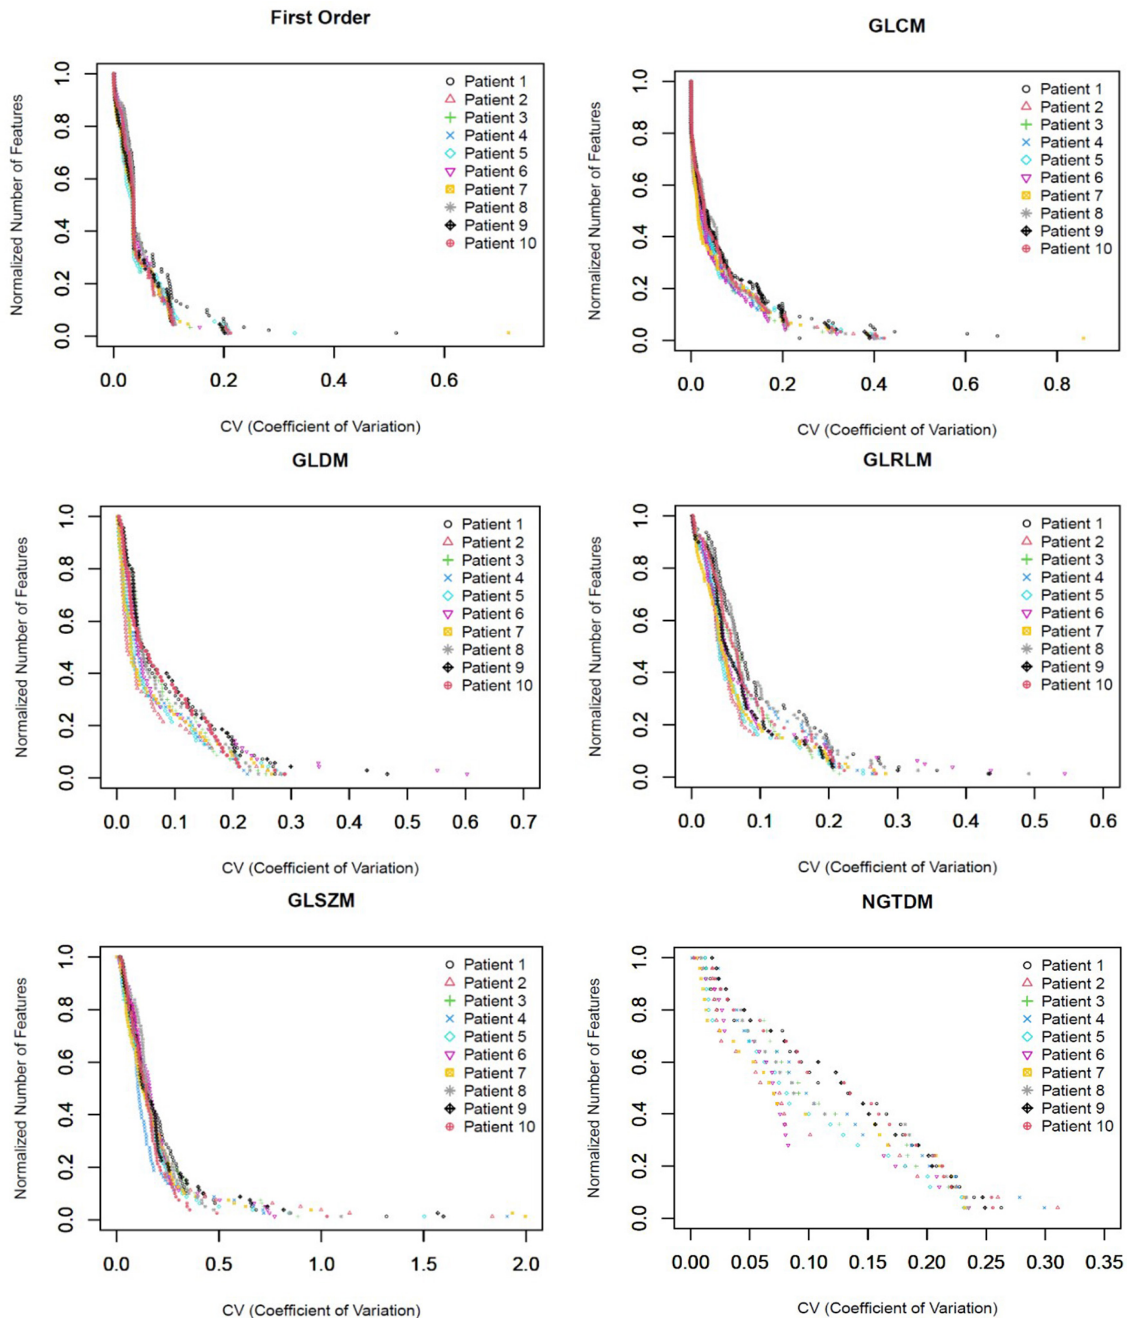 First Order
Normalized Number of Features
1.0
0.8
0.6
0.4
0.2
0.0
Patient 1
Patient 2
Patient 3
Patient 4
Patient 5
Patient 6
Patient 7
Patient 8
Patient 9
Patient 10
0.0 0.2 0.4 0.6
CV (Coefficient of Variation)
GLCM
Normalized Number of Features
1.0
0.8
0.6
0.4
0.2
0.0
Patient 1
Patient 2
Patient 3
Patient 4
Patient 5
Patient 6
Patient 7
Patient 8
Patient 9
Patient 10
0.0 0.2 0.4 0.6 0.8
CV (Coefficient of Variation)
GLDM
Normalized Number of Features
1.0
0.8
0.6
0.4
0.2
0.0
Patient 1
Patient 2
Patient 3
Patient 4
Patient 5
Patient 6
Patient 7
Patient 8
Patient 9
Patient 10
0.0 0.1 0.2 0.3 0.4 0.5 0.6 0.7
CV (Coefficient of Variation)
GLRLM
Normalized Number of Features
1.0
0.8
0.6
0.4
0.2
0.0
Patient 1
Patient 2
Patient 3
Patient 4
Patient 5
Patient 6
Patient 7
Patient 8
Patient 9
Patient 10
0.0 0.1 0.2 0.3 0.4 0.5 0.6
CV (Coefficient of Variation)
GLSZM
Normalized Number of Features
1.0
0.8
0.6
0.4
0.2
0.0
Patient 1
Patient 2
Patient 3
Patient 4
Patient 5
Patient 6
Patient 7
Patient 8
Patient 9
Patient 10
0.0 0.5 1.0 1.5 2.0
CV (Coefficient of Variation)
NGTDM
Normalized Number of Features
1.0
0.8
0.6
0.4
0.2
0.0
Patient 1
Patient 2
Patient 3
Patient 4
Patient 5
Patient 6
Patient 7
Patient 8
Patient 9
Patient 10
0.00 0.05 0.10 0.15 0.20 0.25 0.30 0.35
CV (Coefficient of Variation)